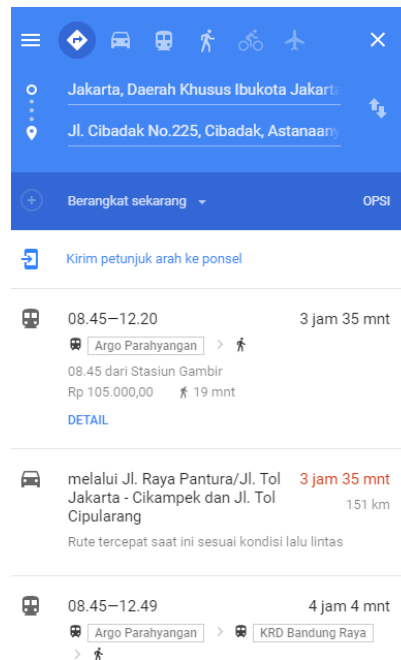 Jakarta, Daerah Khusus Ibukota Jakarta
Jl. Cibadak No.225, Cibadak, Astanaany
Berangkat sekarang
OPSI
Kirim petunjuk arah ke ponsel
08.45—12.20 3 jam 35 mnt
Argo Parahyangan >
08.45 dari Stasiun Gambir
Rp 105.000,00 19 mnt
DETAIL
melalui Jl. Raya Pantura/Jl. Tol 3 jam 35 mnt
Jakarta - Cikampek dan Jl. Tol 151 km
Cipularang
Rute tercepat saat ini sesuai kondisi lalu lintas
08.45—12.49 4 jam 4 mnt
Argo Parahyangan > KRD Bandung Raya
>